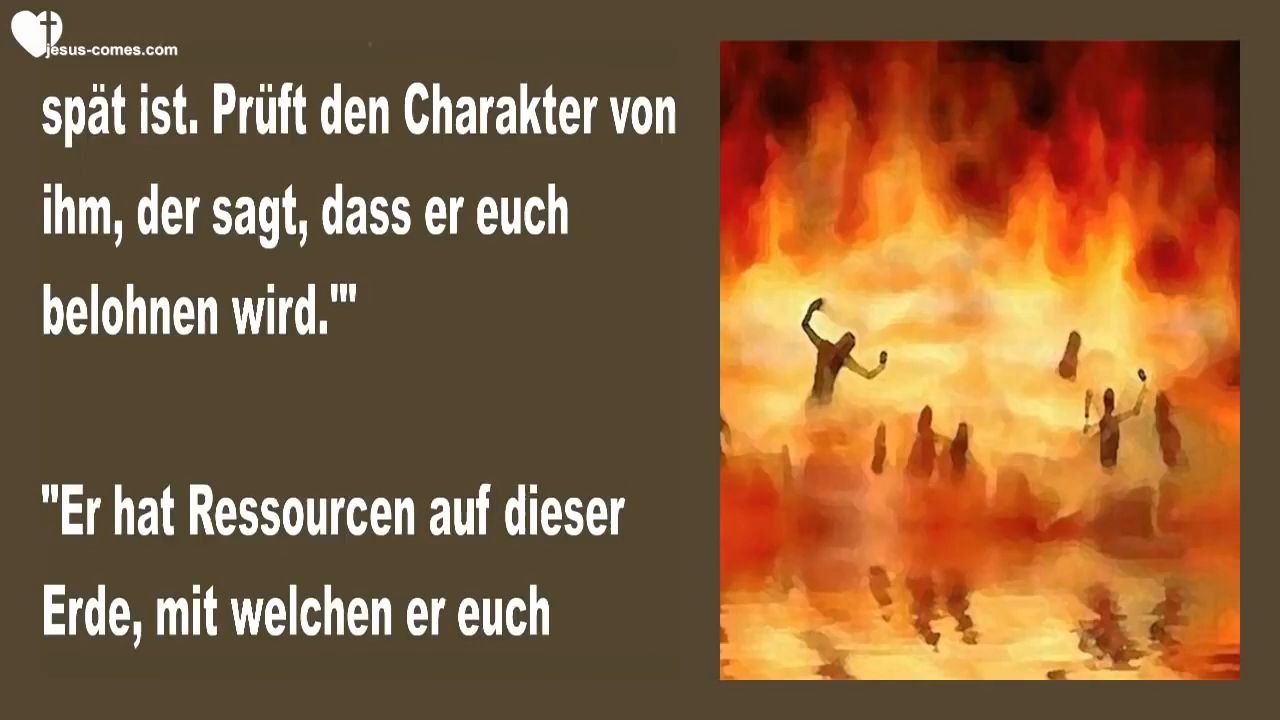 jesus-comes.com
spät ist. Prüft den Charakter von
ihm, der sagt, dass er euch
belohnen wird.'"
"Er hat Ressourcen auf dieser
Erde, mit welchen er euch